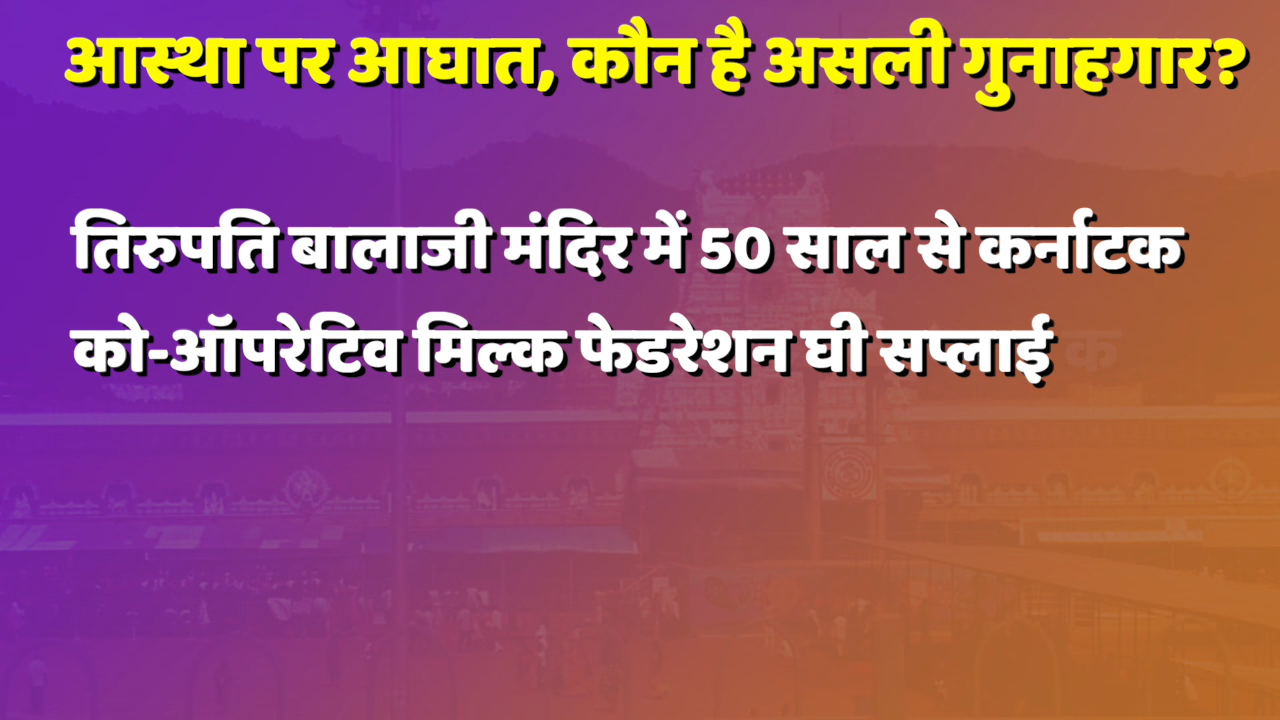 आस्था पर आघात, कौन है असली गुनाहगार?
तिरुपति बालाजी मंदिर में 50 साल से कर्नाटक
को-ऑपरेटिव मिल्क फेडरेशन घी सप्लाई क